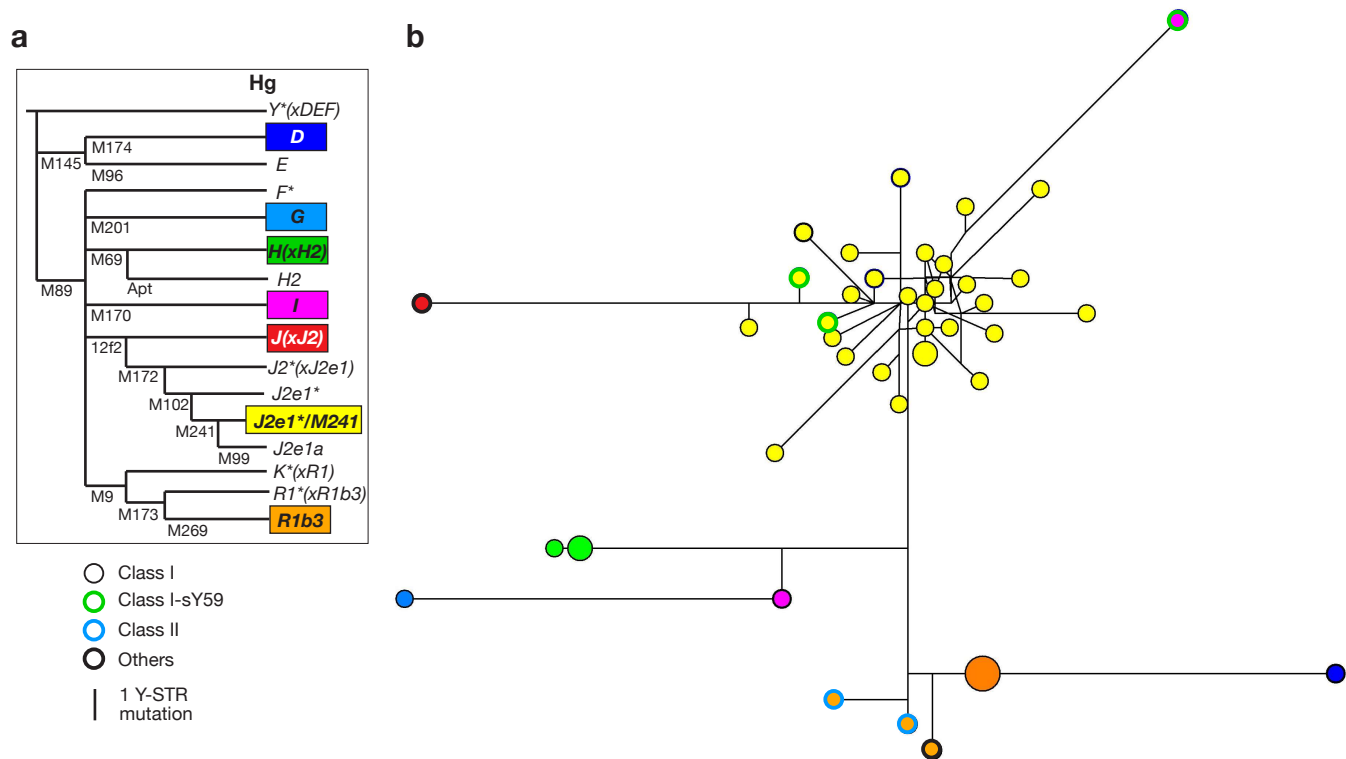 a
b
Hg
Y*(xDEF)
M174
D
M145
E
M96
F*
G
M201
H(xH2)
M69
H2
Apt
M89
I
M170
J(xJ2)
12f2
J2*(xJ2e1)
M172
J2e1*
M102
J2e1*/M241
M241
J2e1a
M99
K*(xR1)
M9
R1*(xR1b3)
M173
R1b3
M269
Class I
Class I-sY59
Class II
Others
1 Y-STR
mutation